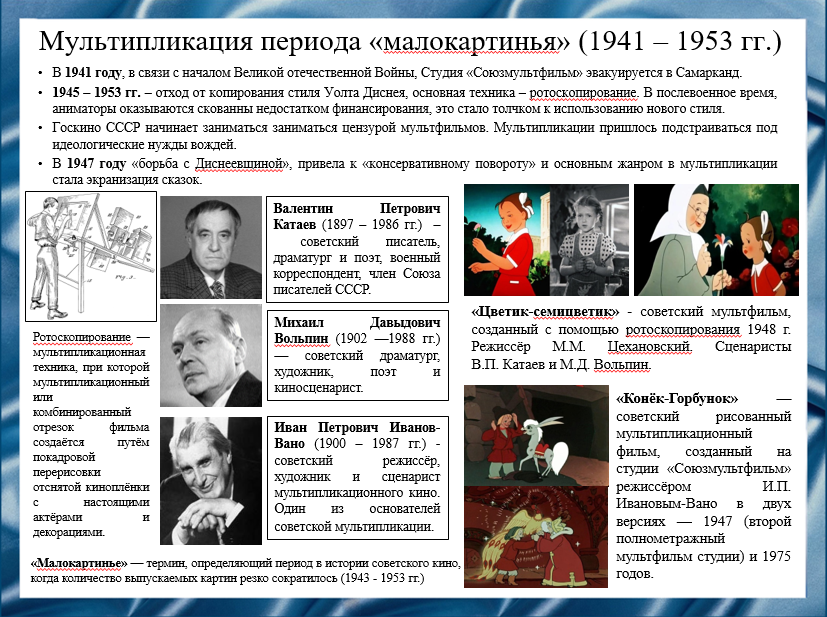 Мультипликация периода «малокартинья» (1941 – 1953 гг.)
• В 1941 году, в связи с началом Великой отечественной Войны, Студия «Союзмультфильм» эвакуируется в Самарканд.
• 1945 – 1953 гг. – отход от копирования стиля Уолта Диснея, основная техника – ротоскопирование. В послевоенное время,
аниматоры оказываются скованны недостатком финансирования, это стало толчком к использованию нового стиля.
• Госкино СССР начинает заниматься заниматься цензурой мультфильмов. Мультипликации пришлось подстраиваться под
идеологические нужды вождей.
• В 1947 году «борьба с Диснеевщиной», привела к «консервативному повороту» и основным жанром в мультипликации
стала экранизация сказок.
Ротоскопирование —
мультипликационная
техника, при которой
мультипликационный
или
комбинированный
отрезок фильма
создаётся путём
покадровой
перерисовки
отснятой киноплёнки
с настоящими
актёрами и
декорациями.
Валентин Петрович
Катаев (1897 – 1986 гг.) –
советский писатель,
драматург и поэт, военный
корреспондент, член Союза
писателей СССР.
Михаил Давыдович
Вольпин (1902 —1988 гг.)
— советский драматург,
художник, поэт и
киносценарист.
Иван Петрович Иванов-
Вано (1900 – 1987 гг.) -
советский режиссёр,
художник и сценарист
мультипликационного кино.
Один из основателей
советской мультипликации.
«Цветик-семицветик» - советский мультфильм,
созданный с помощью ротоскопирования 1948 г.
Режиссёр М.М. Цехановский. Сценаристы
В.П. Катаев и М.Д. Вольпин.
«Конёк-Горбунок» —
советский рисованный
мультипликационный
фильм, созданный на
студии «Союзмультфильм»
режиссёром И.П.
Ивановым-Вано в двух
версиях — 1947 (второй
полнометражный
мультфильм студии) и 1975
годов.
«Малокартинье» — термин, определяющий период в истории советского кино,
когда количество выпускаемых картин резко сократилось (1943 - 1953 гг.)